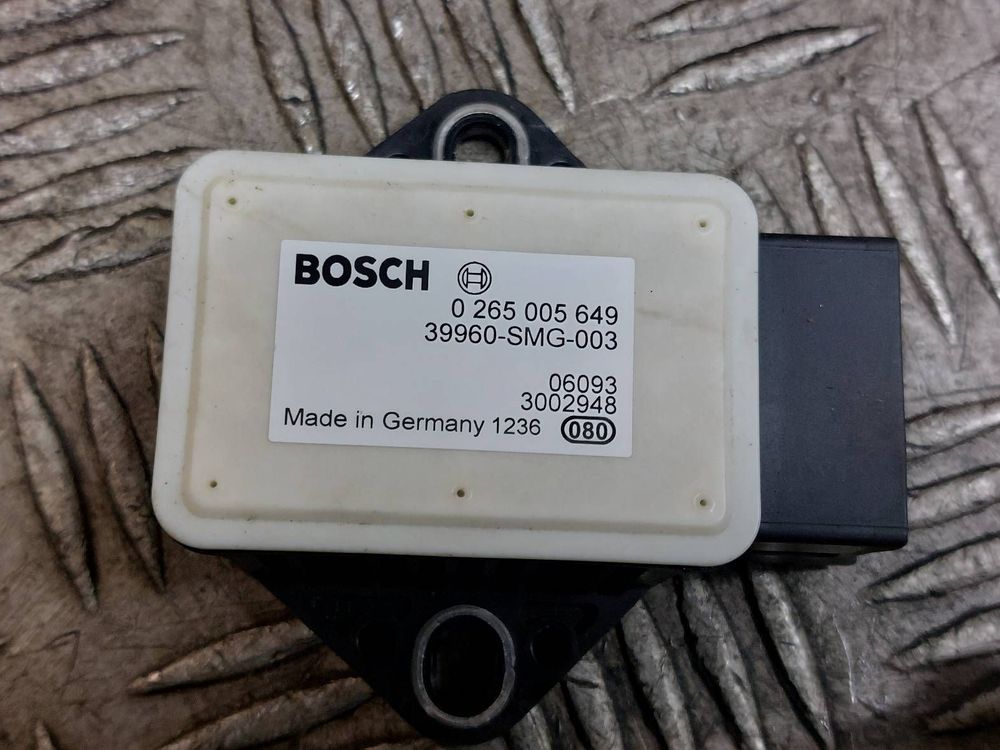 BOSCH
0 265 005 649
39960-SMG-003
06093
3002948
Made in Germany 1236 080